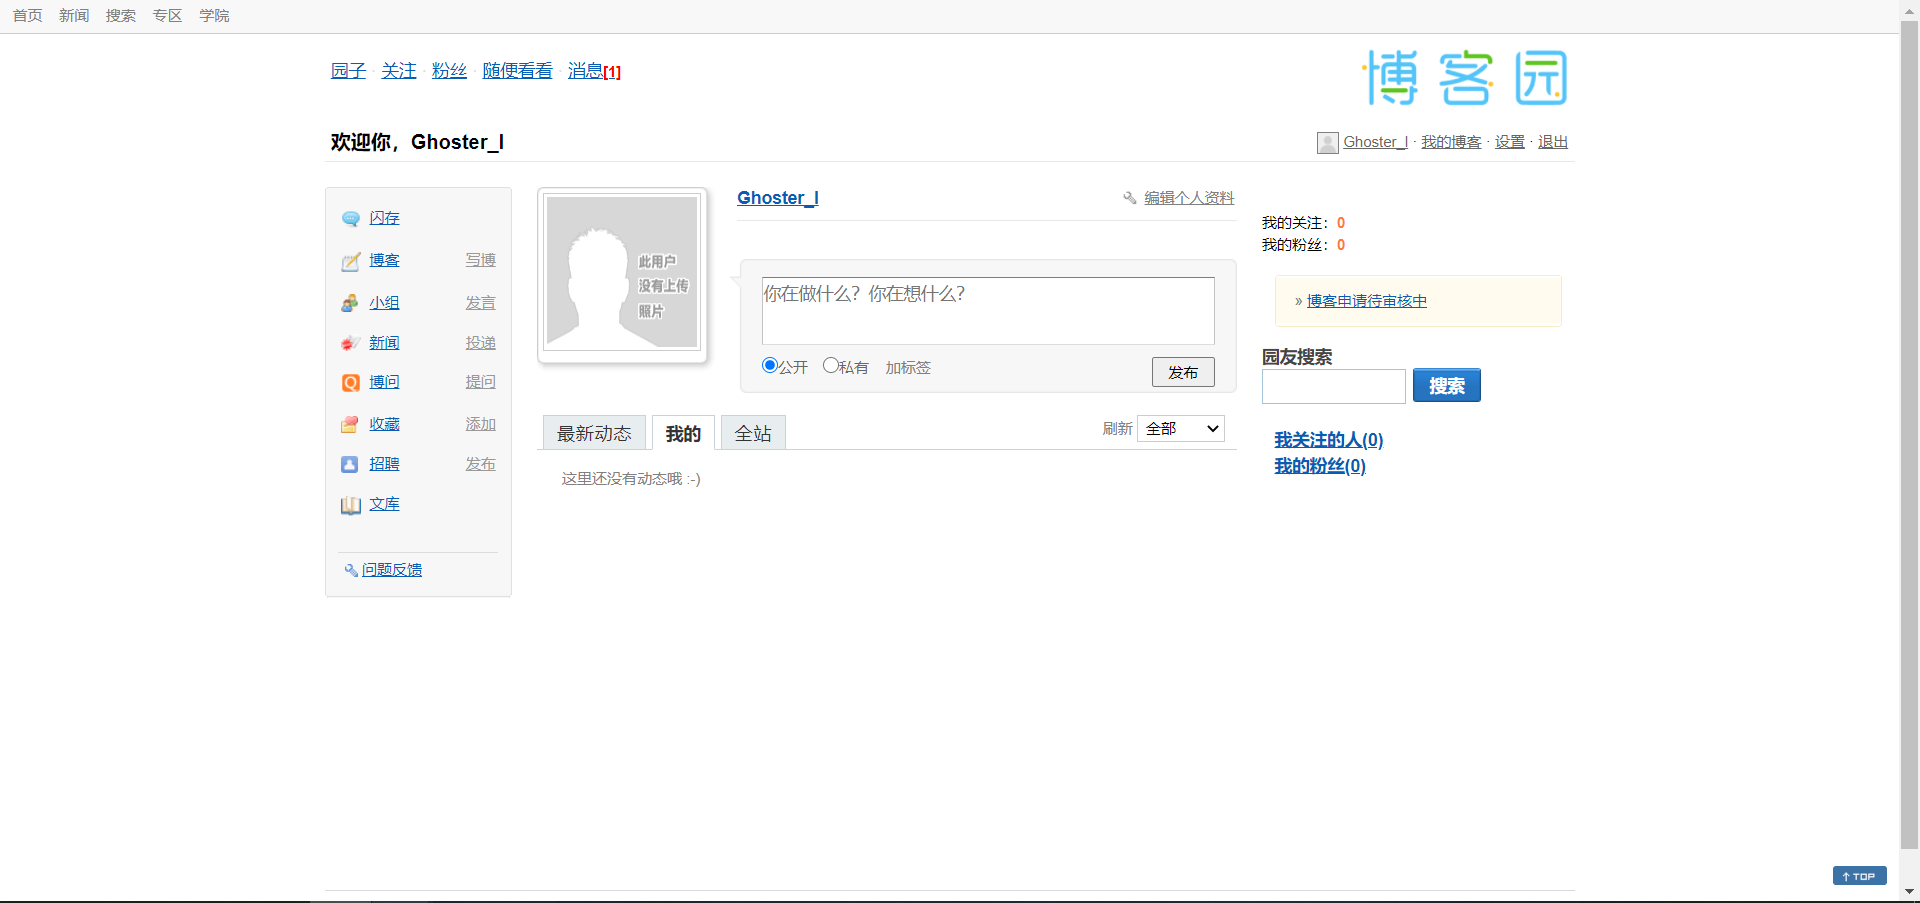 首页 新闻 搜索 专区 学院
园子 · 关注 · 粉丝 · 随便看看 · 消息[1]
博客园
欢迎你，Ghoster_I
Ghoster_I · 我的博客 · 设置 · 退出
闪存
博客 写博
小组 发言
新闻 投递
博问 提问
收藏 添加
招聘 发布
文库
问题反馈
此用户
没有上传
照片
Ghoster_I
编辑个人资料
你在做什么？你在想什么？
公开 私有 加标签
发布
最新动态 我的 全站
刷新 全部
这里还没有动态哦 :-)
我的关注：0
我的粉丝：0
» 博客申请待审核中
园友搜索
搜索
我关注的人(0)
我的粉丝(0)
TOP